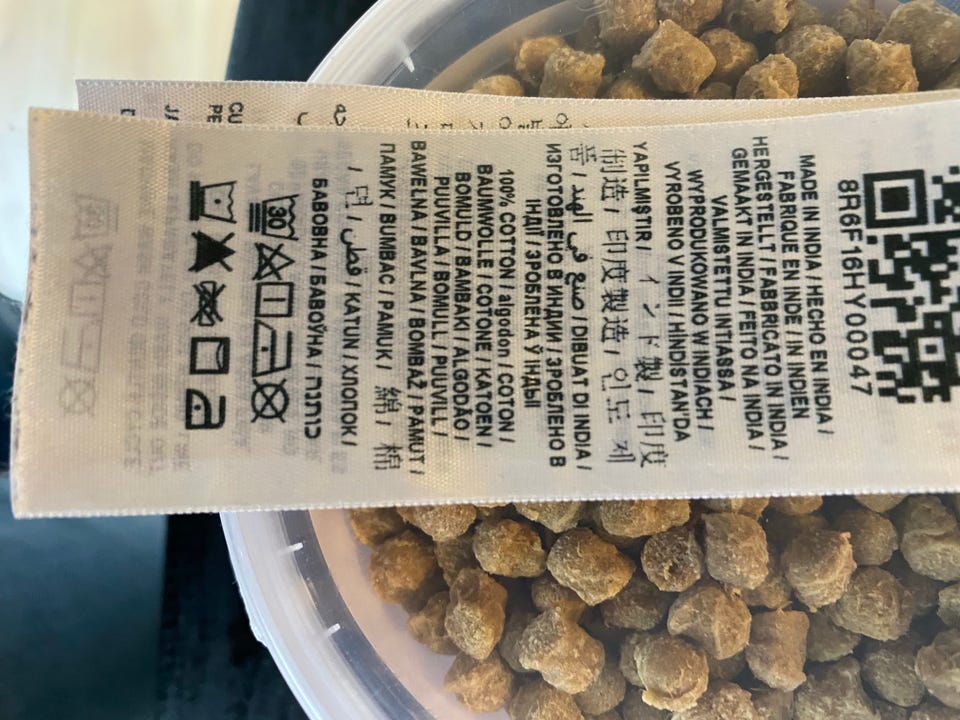 8R6F16HY00047
MADE IN INDIA / HECHO EN INDIA /
FABRIQUE EN INDE / IN INDIEN
HERGESTELLT / FABBRICATO IN INDIA /
GEMAAKT IN INDIA / FEITO NA INDIA /
VALMISTETTU INTIASSA /
WYPRODUKOWANO W INDIACH /
VYROBENO V INDII / HINDISTAN'DA
YAPILMIŞTIR / インド製 / 印度
制造 / 印度製造 / 인도 제
품 / صنع في الهند / DIBUAT DI INDIA /
ИЗГОТОВЛЕНО В ИНДИИ / ЗРОБЛЕНО В
ІНДІЇ / ЗРОБЛЕНА Ў ІНДЫІ
100% COTTON / algodon / COTON /
BAUMWOLLE / COTONE / KATOEN /
BOMULD / BAMBAKI / ALGODÃO /
PUUVILLA / BOMULL / PUUVILL /
BAWEŁNA / BAVLNA / BOMBAŽ / PAMUT /
ПАМУК / BUMBAC / PAMUK / 綿 / 棉
/ 면 / قطن / KATUN / ХЛОПОК /
БАВОВНА / БАВОЎНА / כותנה
30